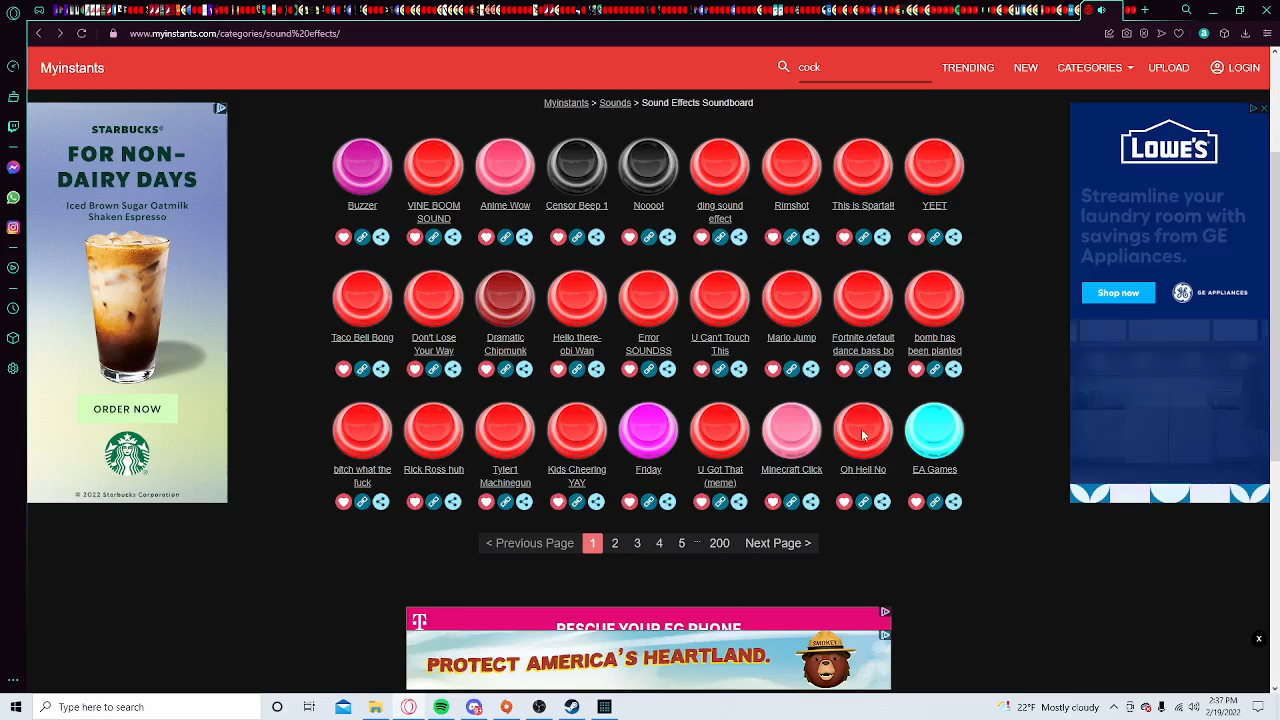 www.myinstants.com/categories/sound%20effects/
Myinstants
cock
TRENDING
NEW
CATEGORIES
UPLOAD
LOGIN
Myinstants > Sounds > Sound Effects Soundboard
STARBUCKS®
FOR NON-
DAIRY DAYS
Iced Brown Sugar Oatmilk
Shaken Espresso
ORDER NOW
© 2022 Starbucks Corporation
Buzzer
VINE BOOM
SOUND
Anime Wow
Censor Beep 1
Noooo!
ding sound
effect
Rimshot
This is Sparta!!
YEET
Taco Bell Bong
Don't Lose
Your Way
Dramatic
Chipmunk
Hello there-
obi Wan
Error
SOUNDSS
U Can't Touch
This
Mario Jump
Fortnite default
dance bass bo
bomb has
been planted
bitch what the
fuck
Rick Ross huh
Tyler1
Machinegun
Kids Cheering
YAY
Friday
U Got That
(meme)
Minecraft Click
Oh Hell No
EA Games
< Previous Page 1 2 3 4 5 ... 200 Next Page >
LOWE'S
Streamline your
laundry room with
savings from GE
Appliances.
Shop now
GE APPLIANCES
T
RESCUE YOUR 5G PHONE
PROTECT AMERICA'S HEARTLAND.
SMOKEY
x
Type here to search
22°F Mostly cloudy
2:37 PM
2/19/2022